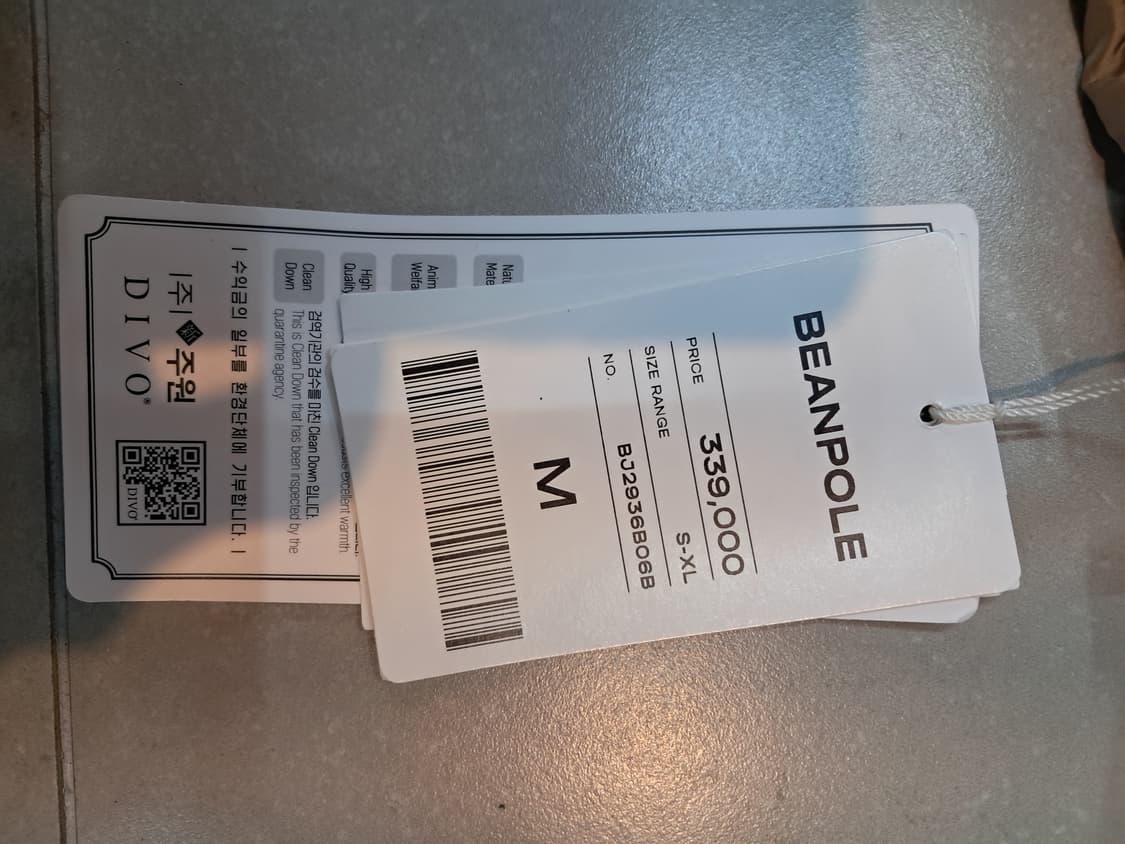 BEANPOLE
PRICE 339,000
SIZE RANGE S-XL
NO. BJ2936B06B
M
Clean Down
검역기관의 검수를 마친 Clean Down 입니다.
This is Clean Down that has been inspected by the
quarantine agency.
High Quality
excellent warmth.
| 수익금의 일부를 환경단체에 기부합니다. |
|주| 주원
DIVO®
DIVO